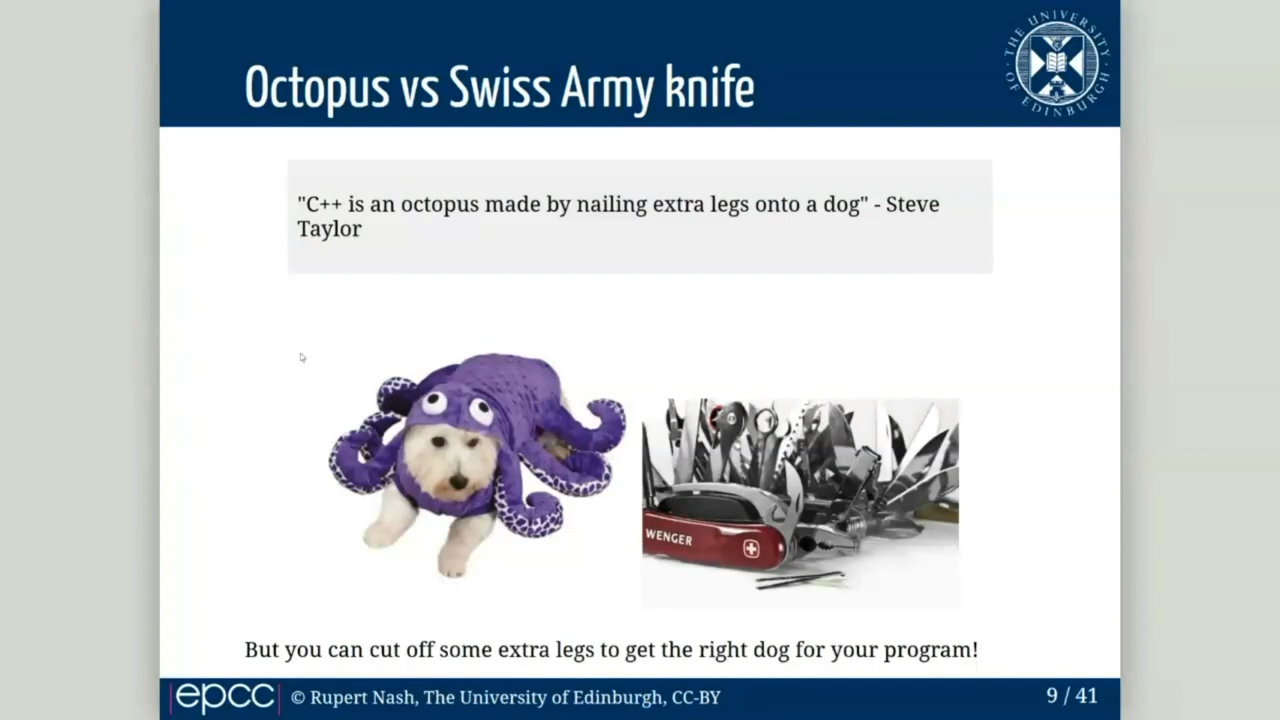 Octopus vs Swiss Army knife
THE UNIVERSITY OF EDINBURGH
"C++ is an octopus made by nailing extra legs onto a dog" - Steve
Taylor
WENGER
But you can cut off some extra legs to get the right dog for your program!
epcc
© Rupert Nash, The University of Edinburgh, CC-BY
9 / 41